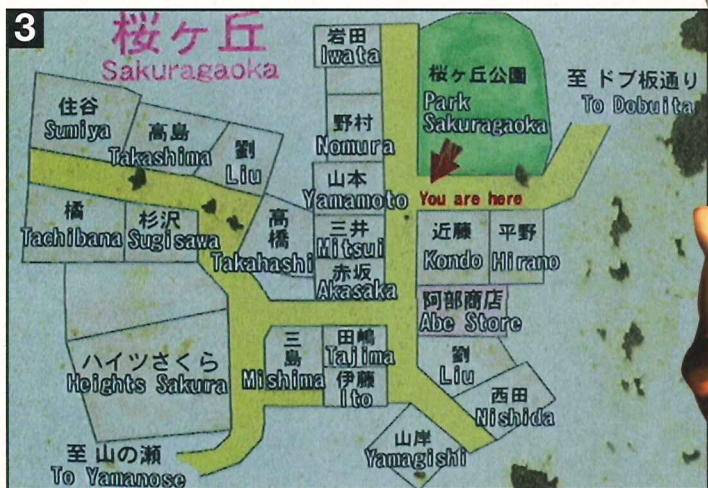 3
桜ヶ丘
Sakuragaoka
岩田
Iwata
桜ヶ丘公園
Park
Sakuragaoka
至 ドブ板通り
To Dobuita
住谷
Sumiya
高島
Takashima
劉
Liu
野村
Nomura
山本
Yamamoto
You are here
橘
Tachibana
杉沢
Sugisawa
高橋
Takahashi
三井
Mitsui
赤坂
Akasaka
近藤
Kondo
平野
Hirano
阿部商店
Abe Store
ハイツさくら
Heights Sakura
三島
Mishima
田嶋
Tajima
伊藤
Ito
劉
Liu
西田
Nishida
山岸
Yamagishi
至 山の瀬
To Yamanose